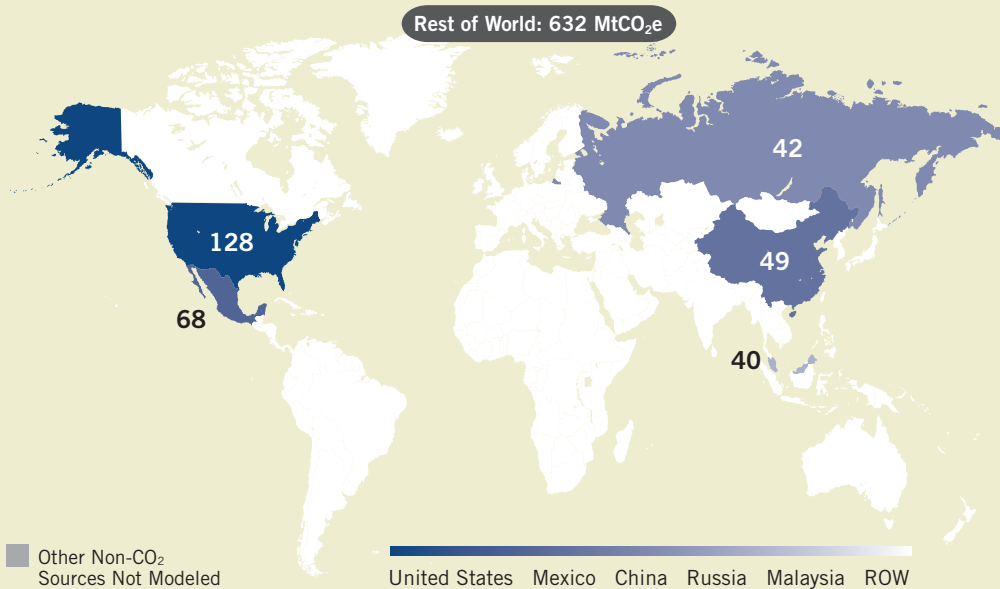 Rest of World: 632 MtCO₂e
42
128
49
68
40
Other Non-CO₂
Sources Not Modeled
United States Mexico China Russia Malaysia ROW